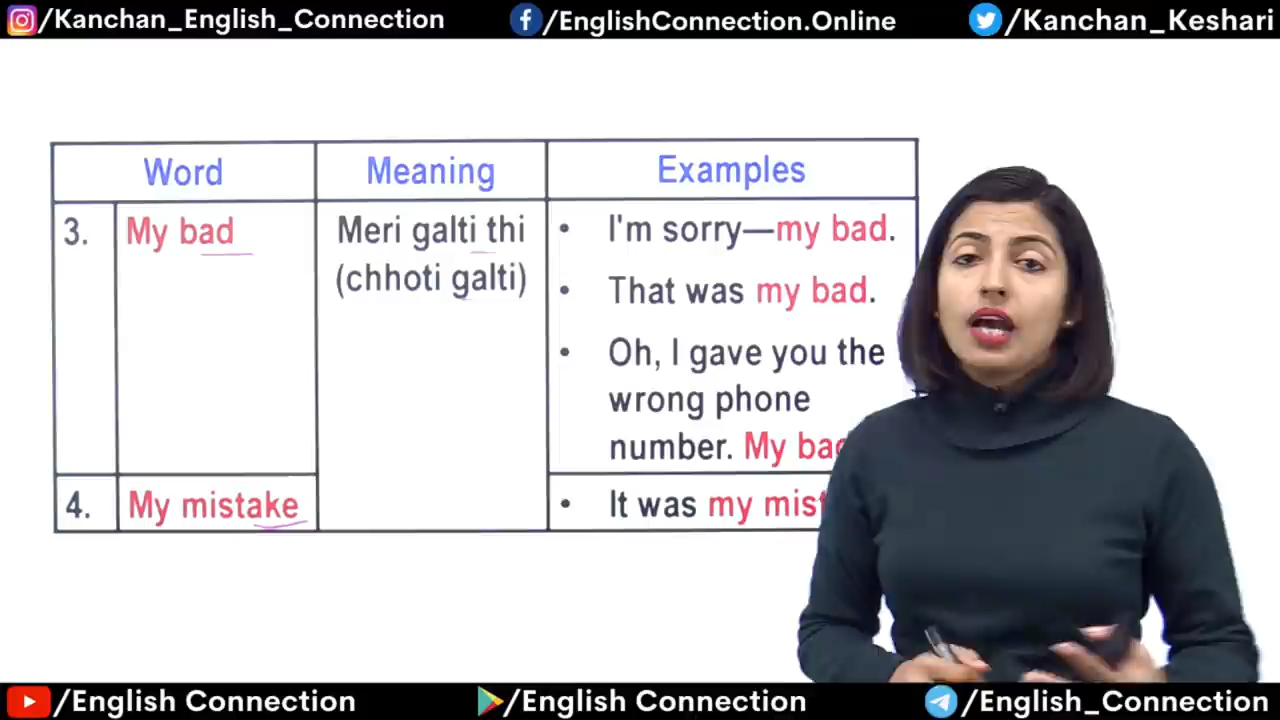 /Kanchan_English_Connection /EnglishConnection.Online /Kanchan_Keshari
Word Meaning Examples
3. My bad Meri galti thi • I'm sorry—my bad.
(chhoti galti)
• That was my bad.
• Oh, I gave you the
wrong phone
number. My
4. My mistake • It was my
/English Connection /English Connection /English_Connection